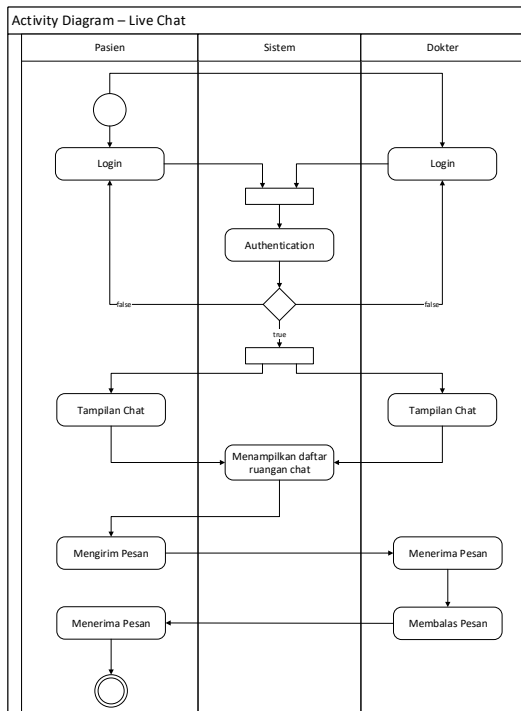 Activity Diagram – Live Chat
Pasien
Sistem
Dokter
Login
Login
Authentication
false
false
true
Tampilan Chat
Tampilan Chat
Menampilkan daftar
ruangan chat
Mengirim Pesan
Menerima Pesan
Menerima Pesan
Membalas Pesan